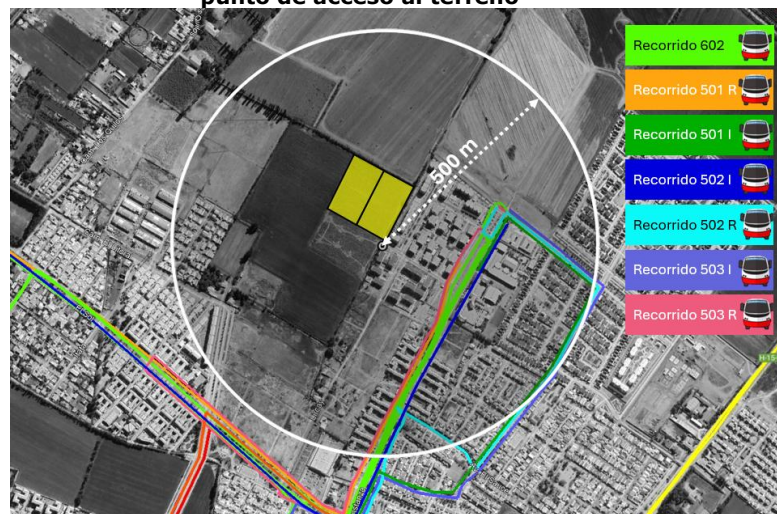 punto de acceso al terreno
500 m
Recorrido 602
Recorrido 501 R
Recorrido 501 I
Recorrido 502 I
Recorrido 502 R
Recorrido 503 I
Recorrido 503 R
H-15